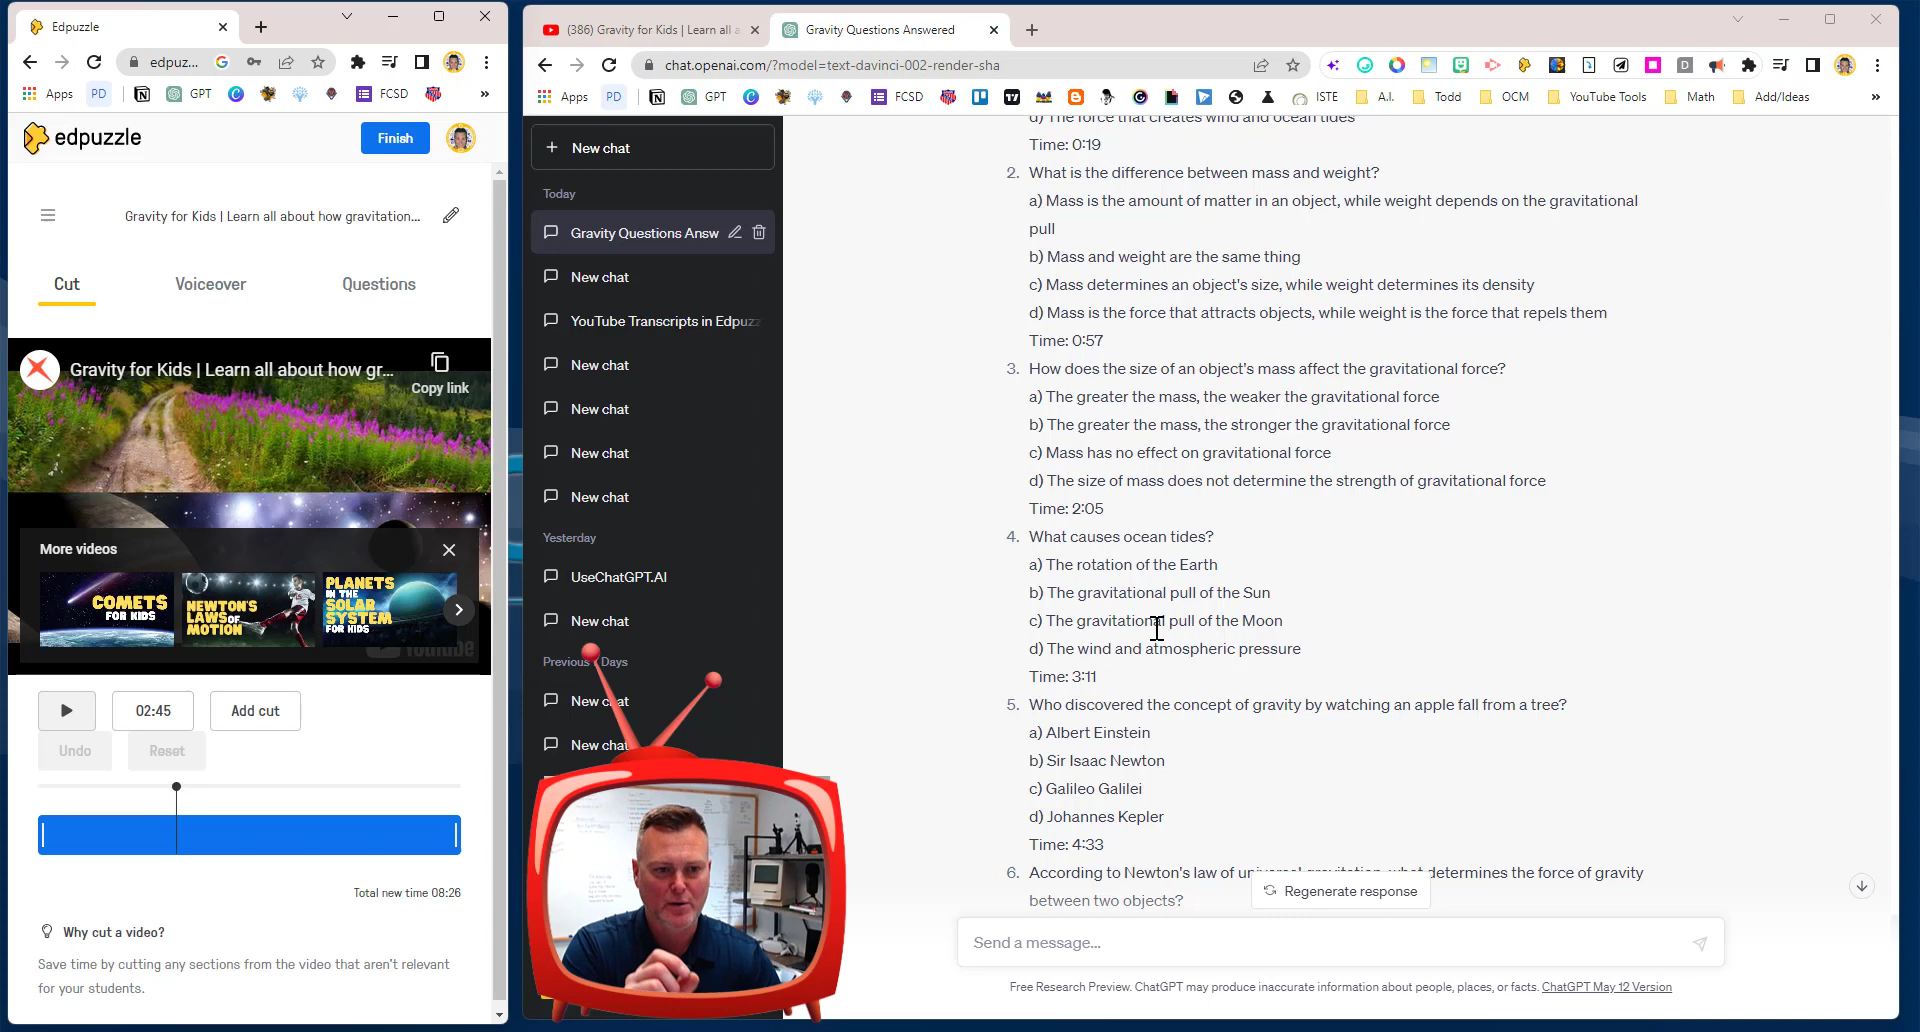 Edpuzzle
edpuz...
Apps
PD
GPT
FCSD
»
edpuzzle
Finish
Gravity for Kids | Learn all about how gravitation...
Cut
Voiceover
Questions
Gravity for Kids | Learn all about how gr...
Copy link
More videos
COMETS
FOR KIDS
NEWTON'S
LAWS OF
MOTION
PLANETS
IN THE
SOLAR
SYSTEM
FOR KIDS
YouTube
02:45
Add cut
Undo
Reset
Total new time 08:26
Why cut a video?
Save time by cutting any sections from the video that aren't relevant
for your students.
(386) Gravity for Kids | Learn all a
Gravity Questions Answered
chat.openai.com/?model=text-davinci-002-render-sha
Apps
PD
GPT
FCSD
17
ISTE
A.I.
Todd
OCM
YouTube Tools
Math
Add/Ideas
»
+ New chat
Today
Gravity Questions Answ
New chat
YouTube Transcripts in Edpuzz
New chat
New chat
New chat
New chat
Yesterday
UseChatGPT.AI
New chat
Previous Days
New chat
New chat
d) The force that creates wind and ocean tides
Time: 0:19
2. What is the difference between mass and weight?
a) Mass is the amount of matter in an object, while weight depends on the gravitational
pull
b) Mass and weight are the same thing
c) Mass determines an object's size, while weight determines its density
d) Mass is the force that attracts objects, while weight is the force that repels them
Time: 0:57
3. How does the size of an object's mass affect the gravitational force?
a) The greater the mass, the weaker the gravitational force
b) The greater the mass, the stronger the gravitational force
c) Mass has no effect on gravitational force
d) The size of mass does not determine the strength of gravitational force
Time: 2:05
4. What causes ocean tides?
a) The rotation of the Earth
b) The gravitational pull of the Sun
c) The gravitational pull of the Moon
d) The wind and atmospheric pressure
Time: 3:11
5. Who discovered the concept of gravity by watching an apple fall from a tree?
a) Albert Einstein
b) Sir Isaac Newton
c) Galileo Galilei
d) Johannes Kepler
Time: 4:33
6. According to Newton's law of universal gravitation, what determines the force of gravity
between two objects?
Regenerate response
Send a message...
Free Research Preview. ChatGPT may produce inaccurate information about people, places, or facts. ChatGPT May 12 Version